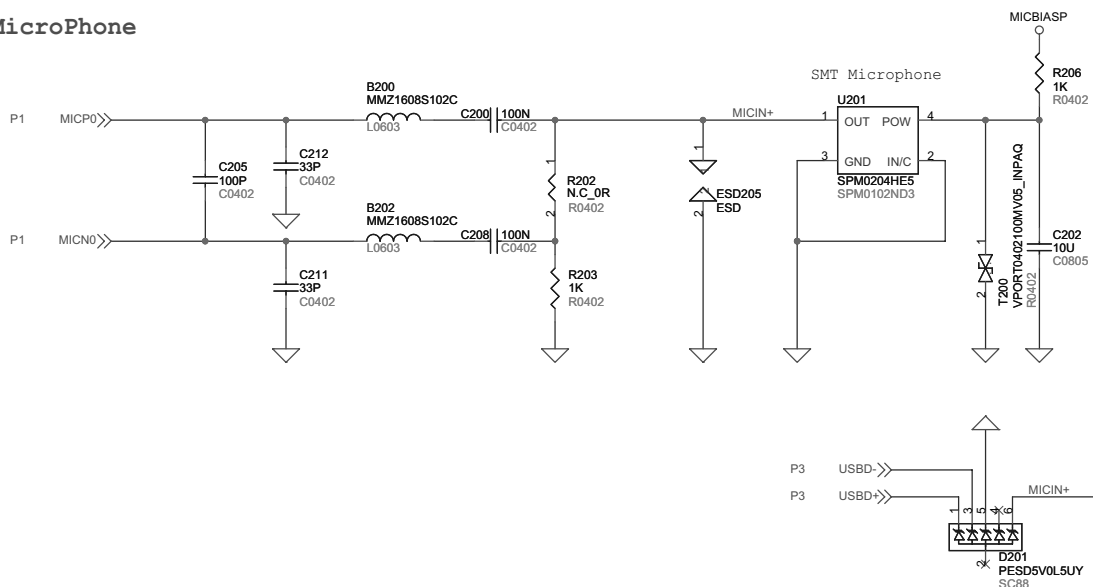 MicroPhone
MICBIASP
R206
1K
R0402
SMT Microphone
B200
MMZ1608S102C
L0603
C200
100N
C0402
P1
MICP0
MICIN+
U201
1
OUT
POW
4
3
GND
IN/C
2
SPM0204HE5
SPM0102ND3
C205
100P
C0402
C212
33P
C0402
1
R202
N.C_0R
R0402
2
1
ESD205
ESD
2
B202
MMZ1608S102C
L0603
C208
100N
C0402
P1
MICN0
C211
33P
C0402
R203
1K
R0402
1
2
T200
VPORT0402100MV05_INPAQ
R0402
C202
10U
C0805
P3
USBD-
P3
USBD+
MICIN+
1
3
5
4
6
2
D201
PESD5V0L5UY
SC88